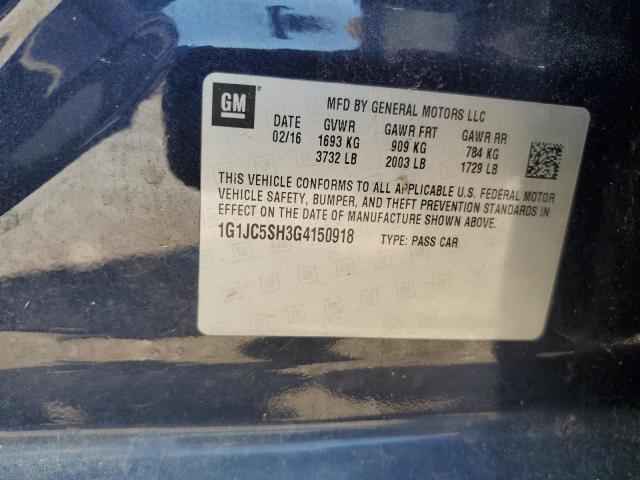 GM
MFD BY GENERAL MOTORS LLC
DATE GVWR GAWR FRT GAWR RR
02/16 1693 KG 909 KG 784 KG
3732 LB 2003 LB 1729 LB
THIS VEHICLE CONFORMS TO ALL APPLICABLE U.S. FEDERAL MOTOR
VEHICLE SAFETY, BUMPER, AND THEFT PREVENTION STANDARDS IN
EFFECT ON THE DATE OF MANUFACTURE SHOWN ABOVE.
1G1JC5SH3G4150918 TYPE: PASS CAR